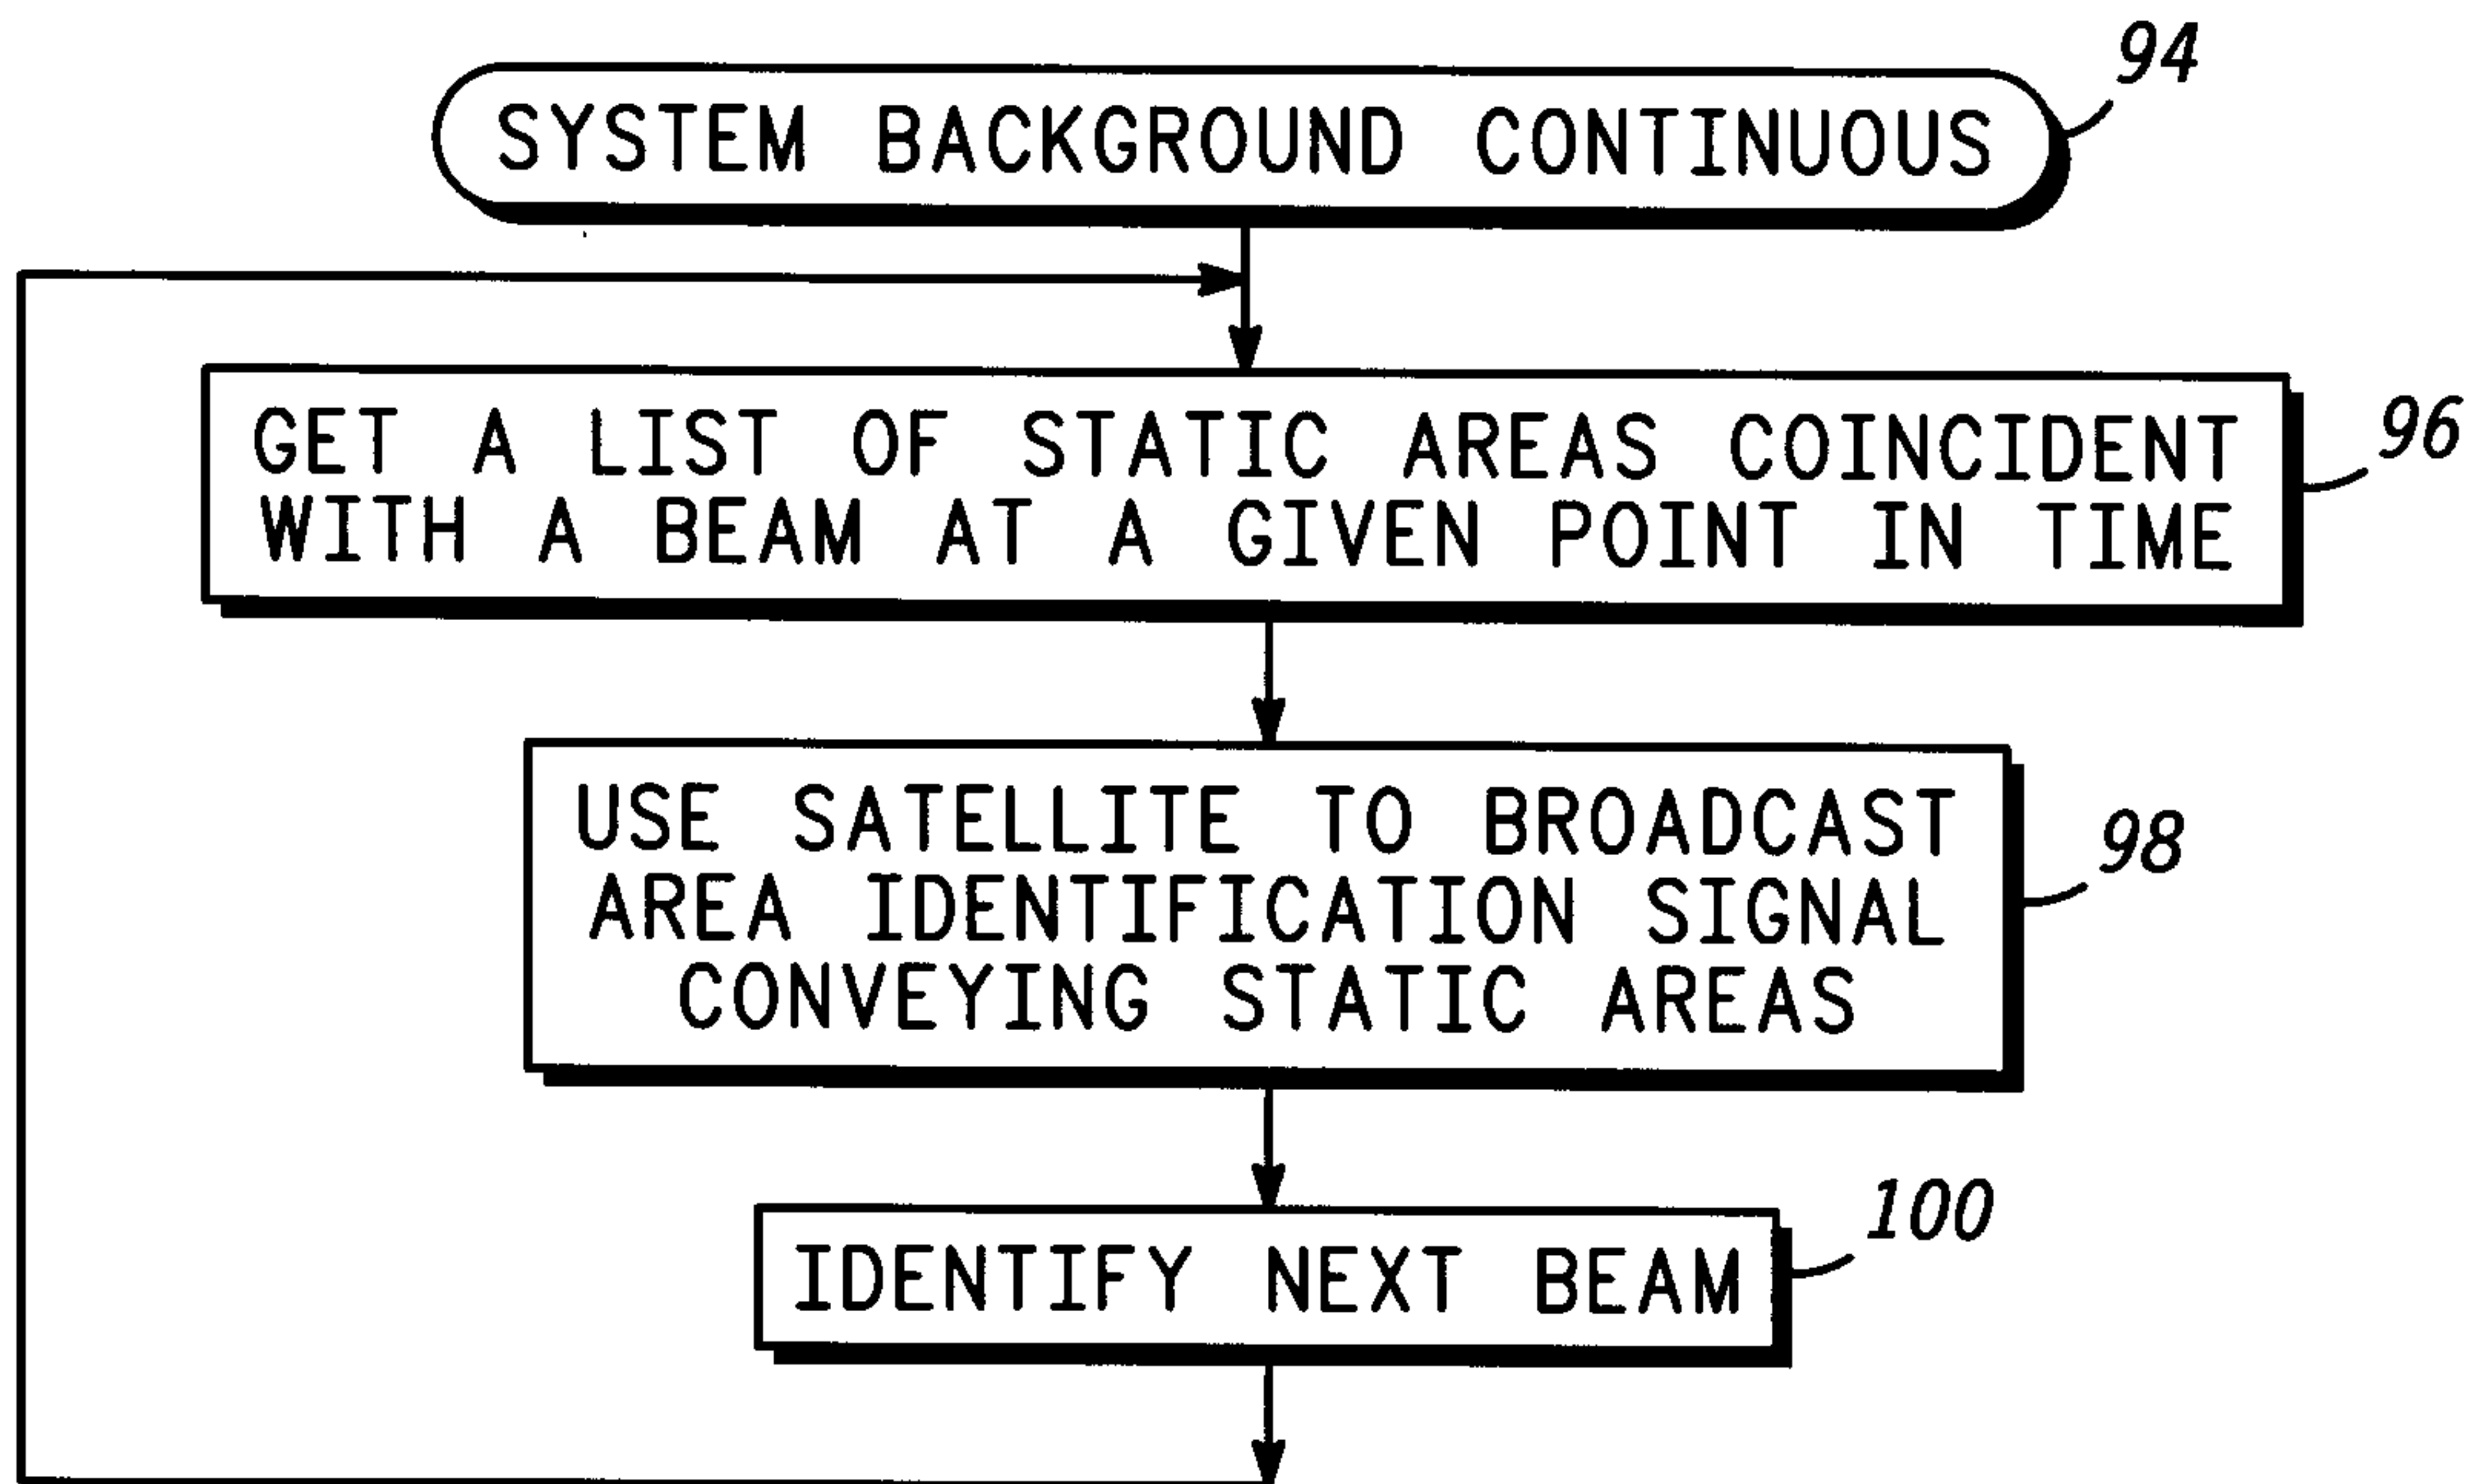 94
SYSTEM BACKGROUND CONTINUOUS
GET A LIST OF STATIC AREAS COINCIDENT
WITH A BEAM AT A GIVEN POINT IN TIME
96
USE SATELLITE TO BROADCAST
AREA IDENTIFICATION SIGNAL
CONVEYING STATIC AREAS
98
IDENTIFY NEXT BEAM
100